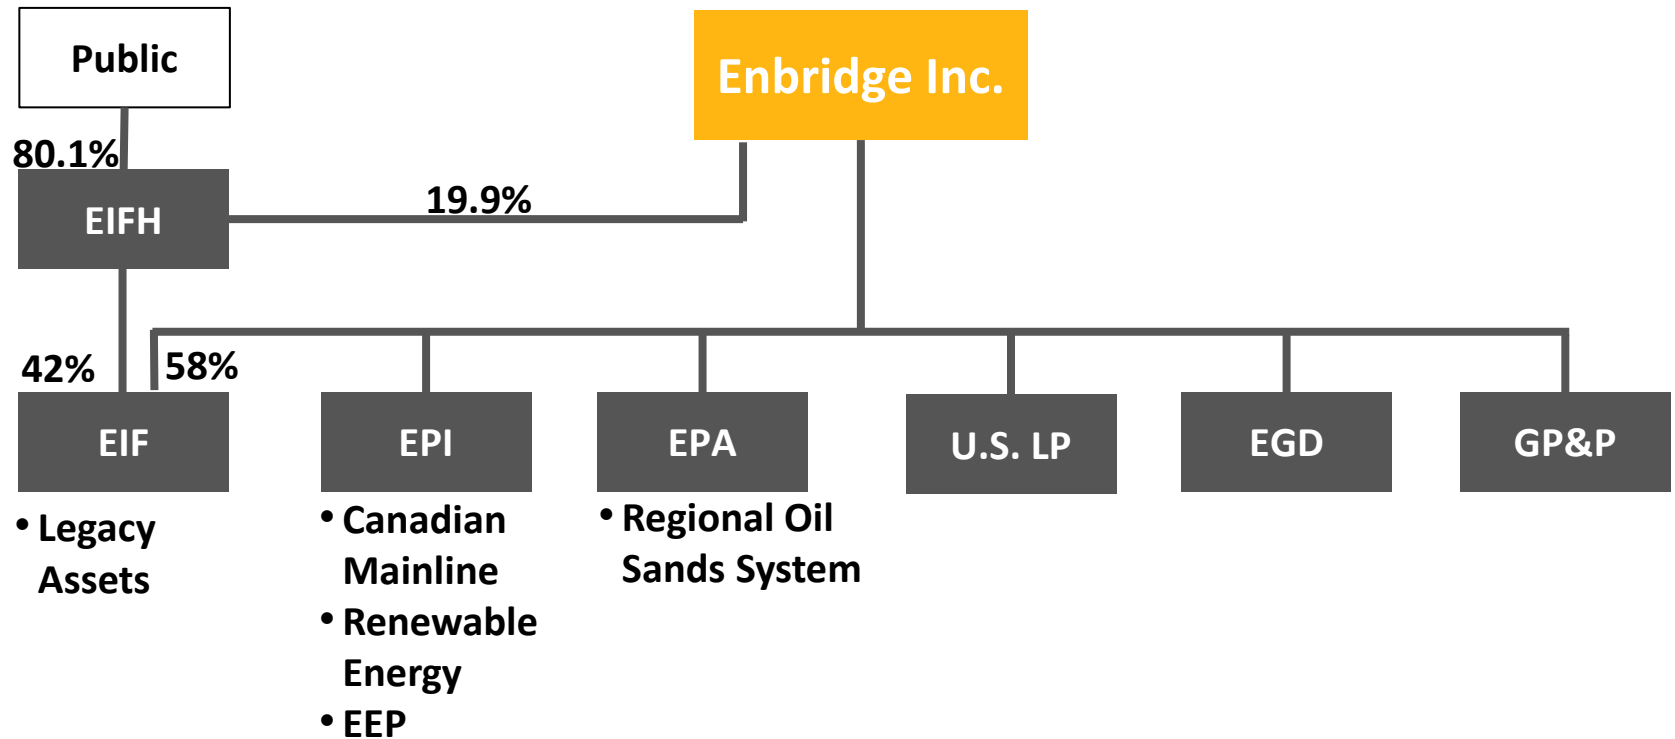 Public
Enbridge Inc.
80.1%
19.9%
EIFH
42%
58%
EIF
EPI
EPA
U.S. LP
EGD
GP&P
• Legacy
Assets
• Canadian
Mainline
• Renewable
Energy
• EEP
• Regional Oil
Sands System